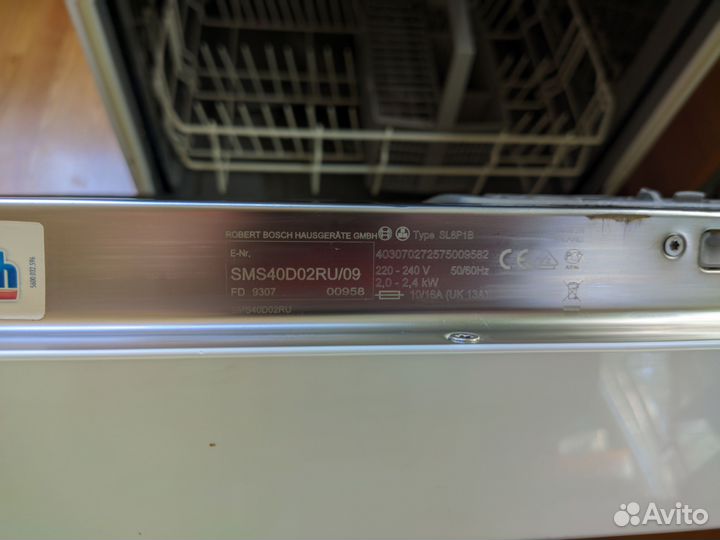 ROBERT BOSCH HAUSGERÄTE GMBH Type SL6P1B
E-Nr. 403070272575009582
SMS40D02RU/09 220 - 240 V 50/60Hz
2,0 - 2,4 kW
FD 9307 00958 10/16A (UK 13A)
SMS40D02RU
CE
h
Avito